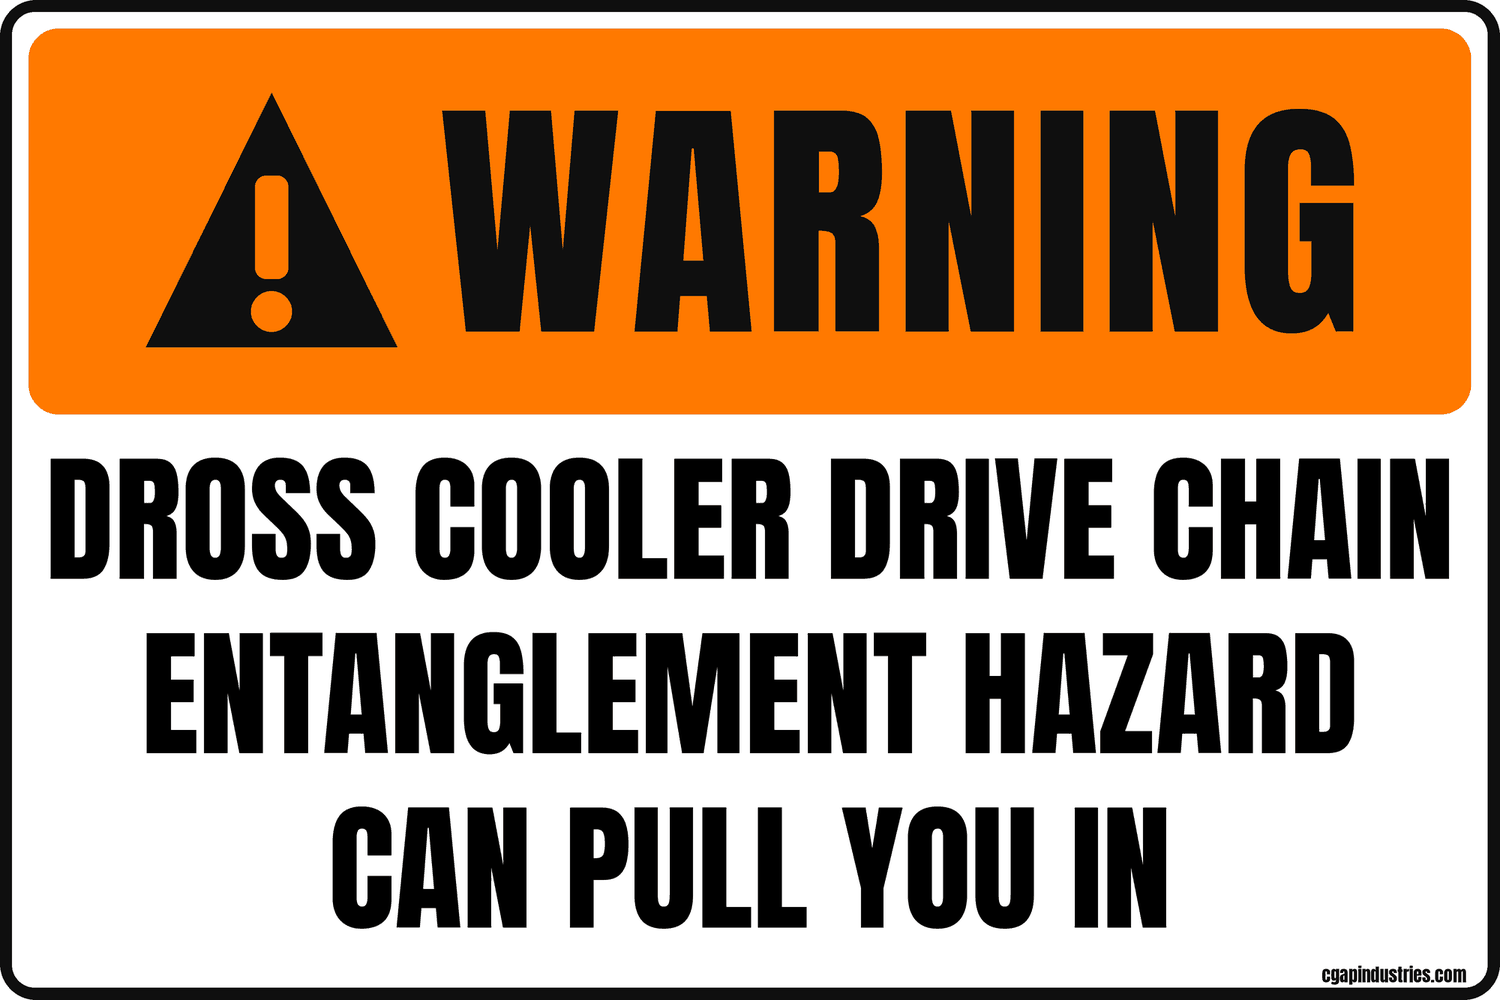 WARNING
DROSS COOLER DRIVE CHAIN
ENTANGLEMENT HAZARD
CAN PULL YOU IN
cgapindustries.com